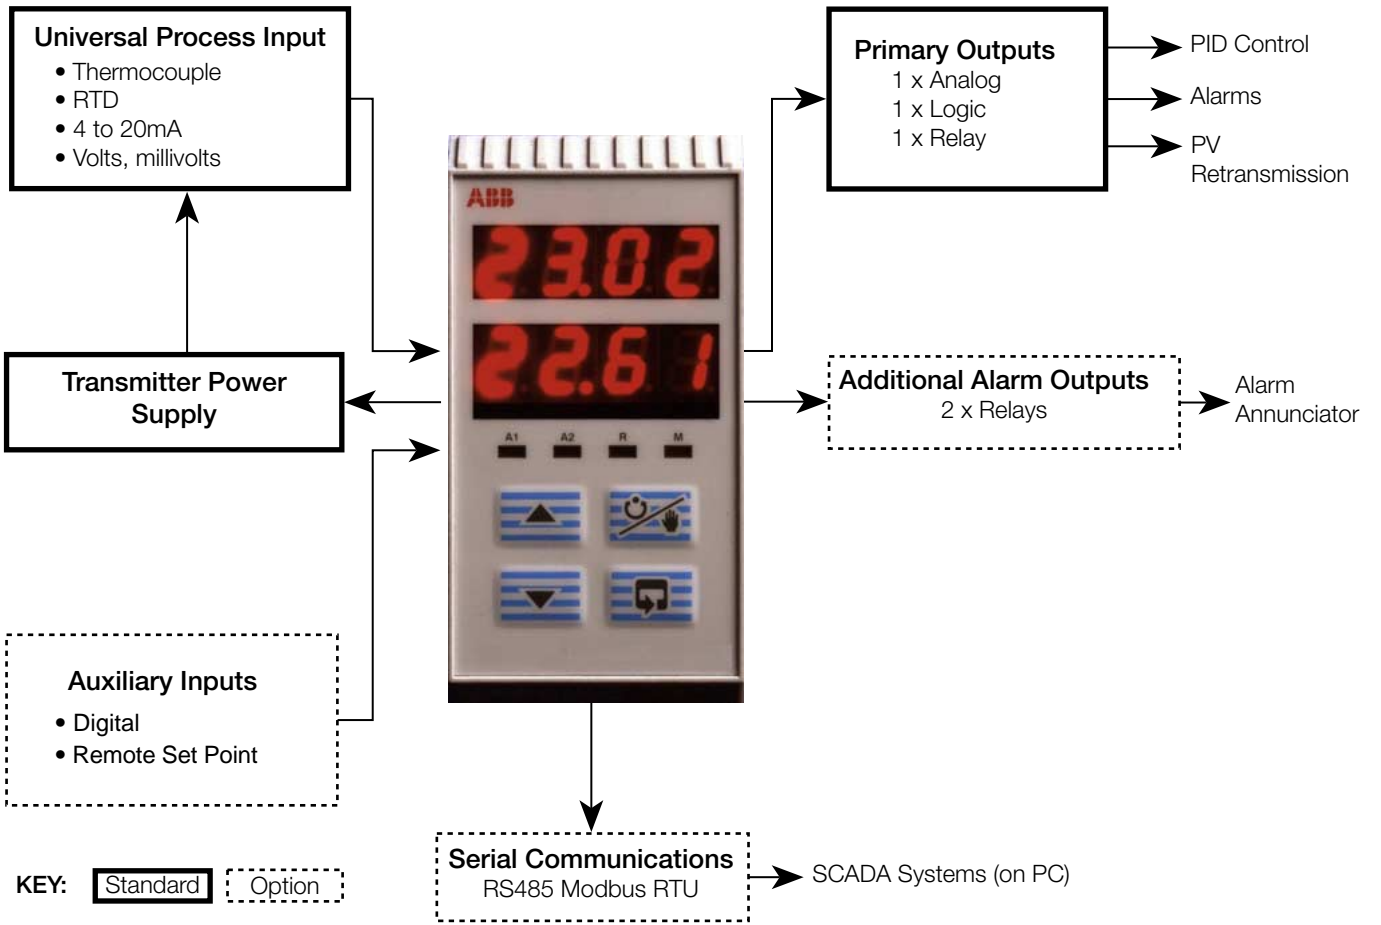 Universal Process Input
• Thermocouple
• RTD
• 4 to 20mA
• Volts, millivolts
Transmitter Power
Supply
Auxiliary Inputs
• Digital
• Remote Set Point
KEY:
Standard
Option
ABB
23.02
22.61
A1 A2 R M
Primary Outputs
1 x Analog
1 x Logic
1 x Relay
PID Control
Alarms
PV
Retransmission
Additional Alarm Outputs
2 x Relays
Alarm
Annunciator
Serial Communications
RS485 Modbus RTU
SCADA Systems (on PC)